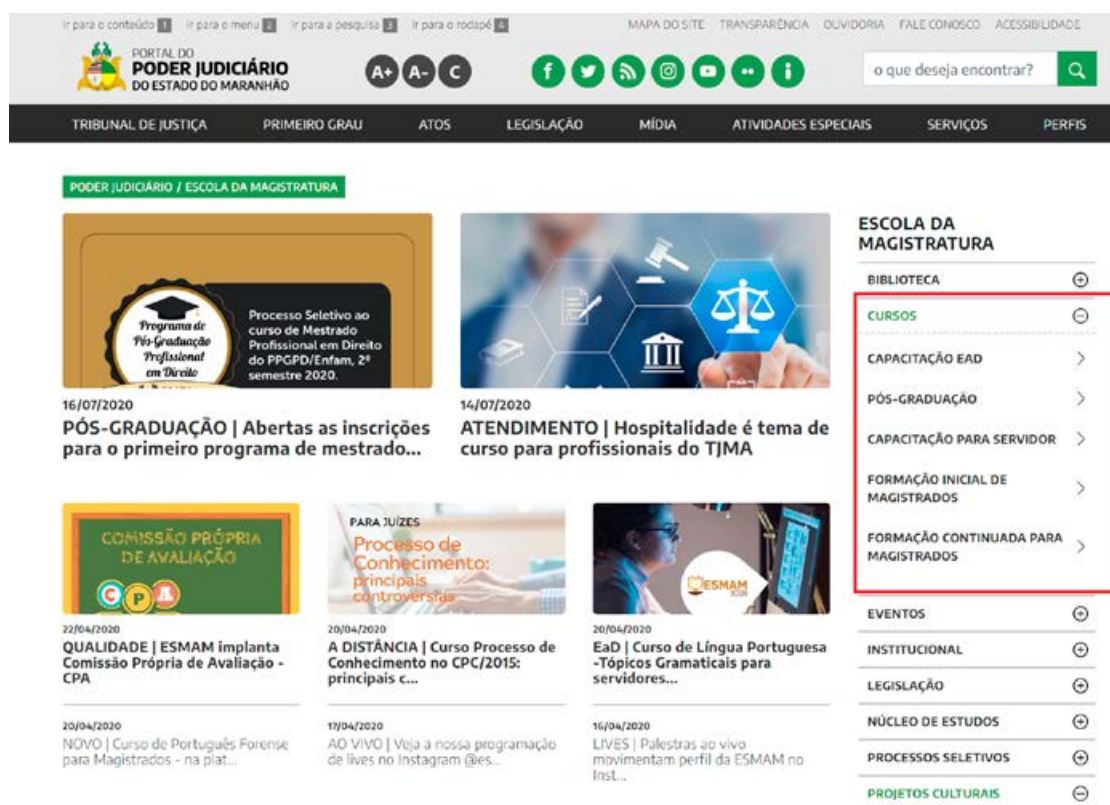 Ir para o conteúdo 1 Ir para o menu 2 Ir para a pesquisa 3 Ir para o rodapé 4
MAPA DO SITE TRANSPARÊNCIA OUVIDORIA FALE CONOSCO ACESSIBILIDADE
PORTAL DO
PODER JUDICIÁRIO
DO ESTADO DO MARANHÃO
A+ A- C
o que deseja encontrar?
TRIBUNAL DE JUSTIÇA PRIMEIRO GRAU ATOS LEGISLAÇÃO MÍDIA ATIVIDADES ESPECIAIS SERVIÇOS PERFIS
PODER JUDICIÁRIO / ESCOLA DA MAGISTRATURA
Programa de
Pós-Graduação
Profissional
em Direito
Processo Seletivo ao
curso de Mestrado
Profissional em Direito
do PPGPD/Enfam, 2º
semestre 2020.
16/07/2020
PÓS-GRADUAÇÃO | Abertas as inscrições
para o primeiro programa de mestrado...
14/07/2020
ATENDIMENTO | Hospitalidade é tema de
curso para profissionais do TJMA
COMISSÃO PRÓPRIA
DE AVALIAÇÃO
C P A
22/04/2020
QUALIDADE | ESMAM implanta
Comissão Própria de Avaliação -
CPA
PARA JUÍZES
Processo de
Conhecimento:
principais
controvérsias
20/04/2020
A DISTÂNCIA | Curso Processo de
Conhecimento no CPC/2015:
principais c...
ESMAM
20/04/2020
EaD | Curso de Língua Portuguesa
-Tópicos Gramaticais para
servidores...
20/04/2020
NOVO | Curso de Português Forense
para Magistrados - na plat...
17/04/2020
AO VIVO | Veja a nossa programação
de lives no Instagram @es...
16/04/2020
LIVES | Palestras ao vivo
movimentam perfil da ESMAM no
Inst...
ESCOLA DA
MAGISTRATURA
BIBLIOTECA
CURSOS
CAPACITAÇÃO EAD
PÓS-GRADUAÇÃO
CAPACITAÇÃO PARA SERVIDOR
FORMAÇÃO INICIAL DE
MAGISTRADOS
FORMAÇÃO CONTINUADA PARA
MAGISTRADOS
EVENTOS
INSTITUCIONAL
LEGISLAÇÃO
NÚCLEO DE ESTUDOS
PROCESSOS SELETIVOS
PROJETOS CULTURAIS